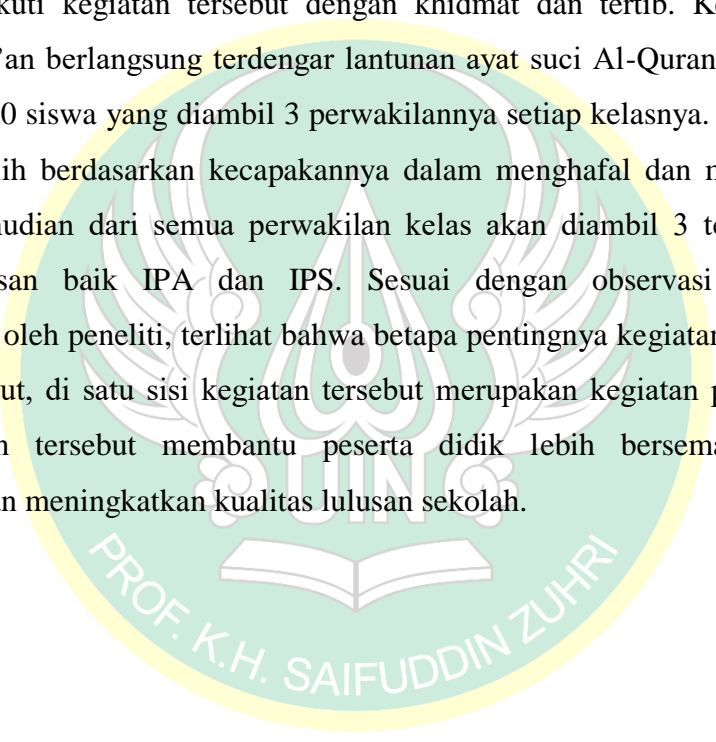 kuti kegiatan tersebut dengan khidmat dan tertib.
'an berlangsung terdengar lantunan ayat suci Al-Quran
0 siswa yang diambil 3 perwakilannya setiap kelasnya.
lih berdasarkan kecapakannya dalam menghafal dan
mudian dari semua perwakilan kelas akan diambil 3
san baik IPA dan IPS. Sesuai dengan observasi
oleh peneliti, terlihat bahwa betapa pentingnya kegiatan
ut, di satu sisi kegiatan tersebut merupakan kegiatan
n tersebut membantu peserta didik lebih
n meningkatkan kualitas lulusan sekolah.
UIN
PROF. K.H. SAIFUDDIN ZUHRI